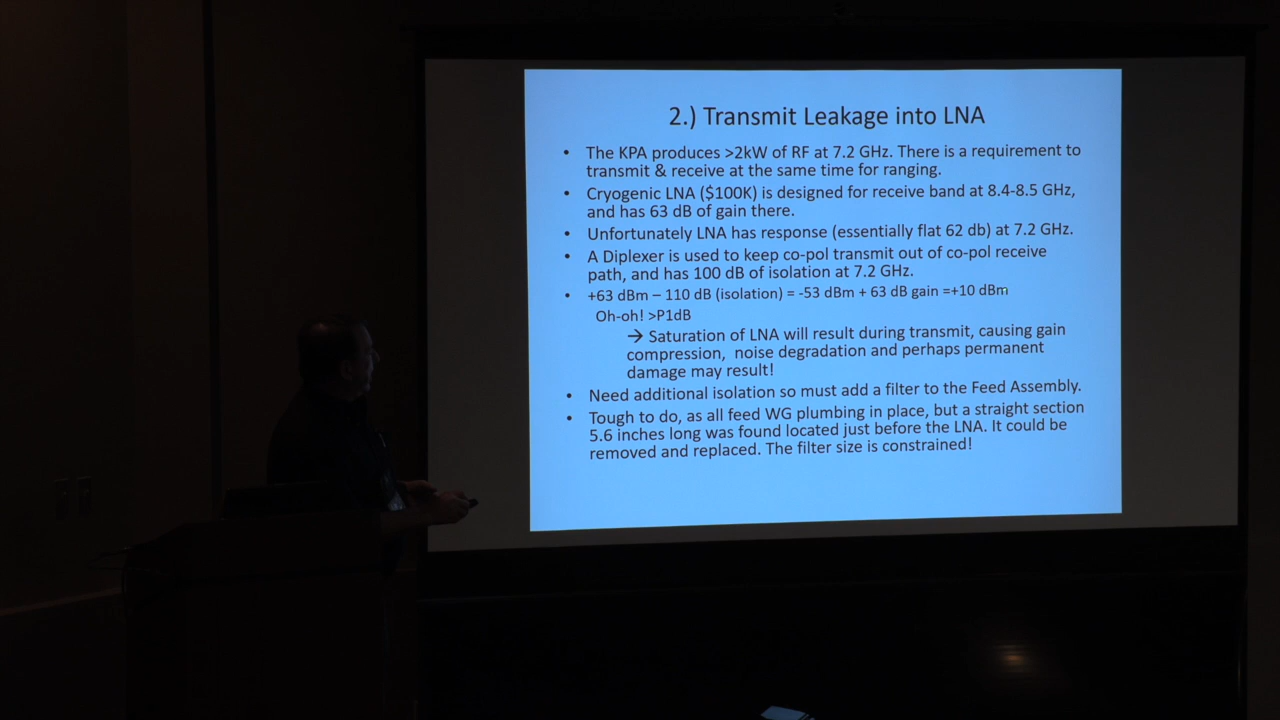 2.) Transmit Leakage into LNA
• The KPA produces >2kW of RF at 7.2 GHz. There is a requirement to
transmit & receive at the same time for ranging.
• Cryogenic LNA ($100K) is designed for receive band at 8.4-8.5 GHz,
and has 63 dB of gain there.
• Unfortunately LNA has response (essentially flat 62 db) at 7.2 GHz.
• A Diplexer is used to keep co-pol transmit out of co-pol receive
path, and has 100 dB of isolation at 7.2 GHz.
• +63 dBm – 110 dB (isolation) = -53 dBm + 63 dB gain =+10 dBm
Oh-oh! >P1dB
→ Saturation of LNA will result during transmit, causing gain
compression, noise degradation and perhaps permanent
damage may result!
• Need additional isolation so must add a filter to the Feed Assembly.
• Tough to do, as all feed WG plumbing in place, but a straight section
5.6 inches long was found located just before the LNA. It could be
removed and replaced. The filter size is constrained!